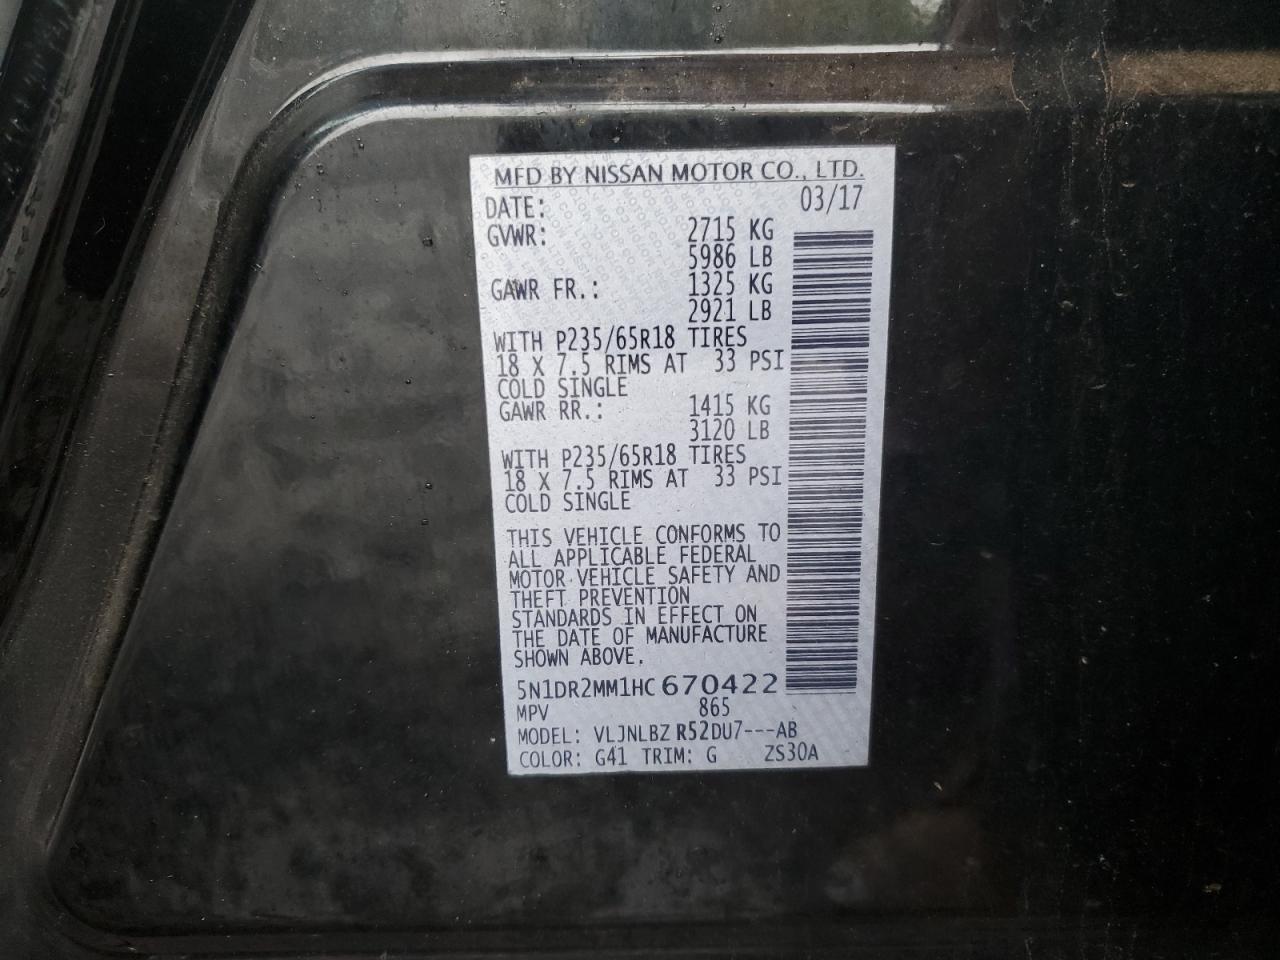 MFD BY NISSAN MOTOR CO., LTD.
DATE: 03/17
GVWR: 2715 KG
5986 LB
GAWR FR.: 1325 KG
2921 LB
WITH P235/65R18 TIRES
18 X 7.5 RIMS AT 33 PSI
COLD SINGLE
GAWR RR.: 1415 KG
3120 LB
WITH P235/65R18 TIRES
18 X 7.5 RIMS AT 33 PSI
COLD SINGLE
THIS VEHICLE CONFORMS TO
ALL APPLICABLE FEDERAL
MOTOR VEHICLE SAFETY AND
THEFT PREVENTION
STANDARDS IN EFFECT ON
THE DATE OF MANUFACTURE
SHOWN ABOVE.
5N1DR2MM1HC670422
MPV 865
MODEL: VLJNLBZ R52DU7---AB
COLOR: G41 TRIM: G ZS30A